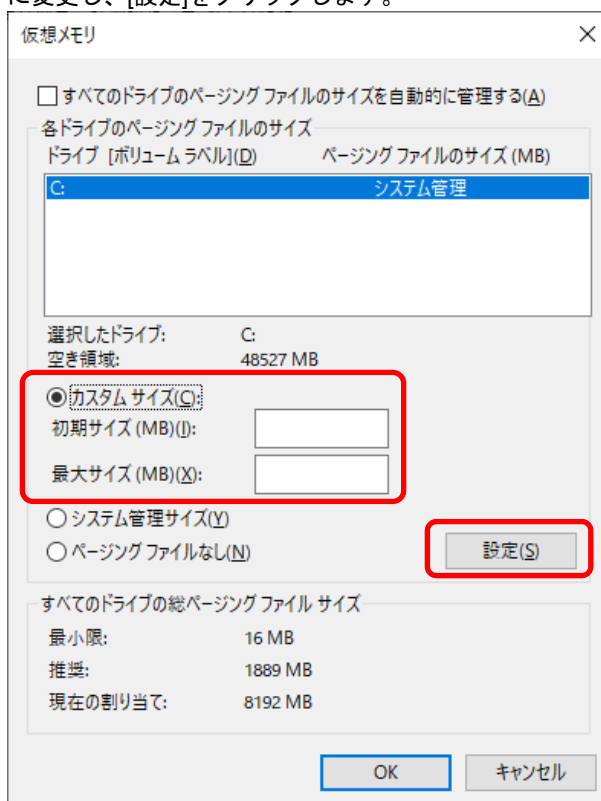 に変更し、[設定]をクリックします。
仮想メモリ
すべてのドライブのページング ファイルのサイズを自動的に管理する(A)
各ドライブのページング ファイルのサイズ
ドライブ [ボリューム ラベル](D) ページング ファイルのサイズ (MB)
C: システム管理
選択したドライブ: C:
空き領域: 48527 MB
カスタム サイズ(C):
初期サイズ (MB)(I):
最大サイズ (MB)(X):
システム管理サイズ(Y)
ページング ファイルなし(N) 設定(S)
すべてのドライブの総ページング ファイル サイズ
最小限: 16 MB
推奨: 1889 MB
現在の割り当て: 8192 MB
OK キャンセル